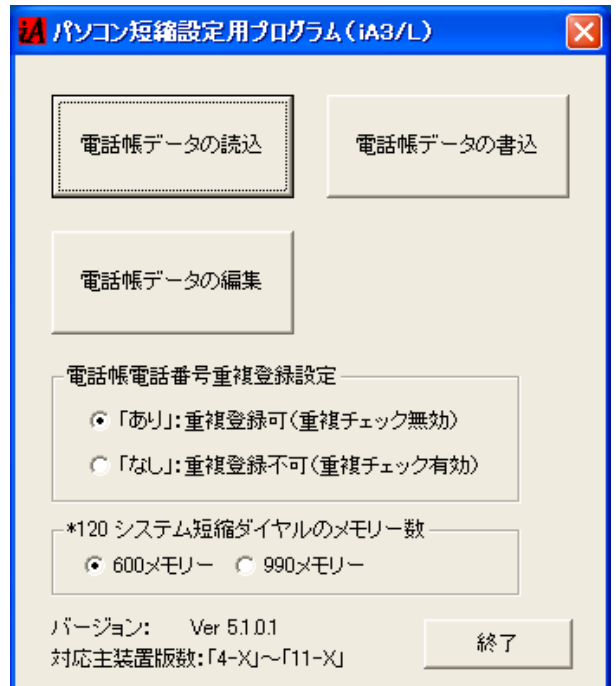 iA パソコン短縮設定用プログラム(iA3/L)
電話帳データの読込
電話帳データの書込
電話帳データの編集
電話帳電話番号重複登録設定
「あり」:重複登録可(重複チェック無効)
「なし」:重複登録不可(重複チェック有効)
*120 システム短縮ダイヤルのメモリー数
600メモリー 990メモリー
バージョン: Ver 5.1.0.1
対応主装置版数:「4-X」~「11-X」
終了